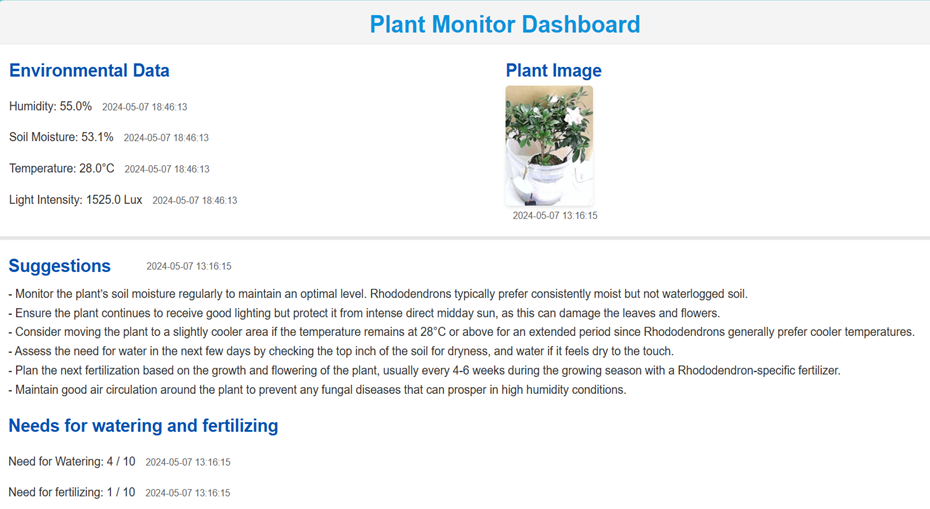 Plant Monitor Dashboard
Environmental Data
Humidity: 55.0% 2024-05-07 18:46:13
Soil Moisture: 53.1% 2024-05-07 18:46:13
Temperature: 28.0°C 2024-05-07 18:46:13
Light Intensity: 1525.0 Lux 2024-05-07 18:46:13
Plant Image
2024-05-07 13:16:15
Suggestions 2024-05-07 13:16:15
- Monitor the plant's soil moisture regularly to maintain an optimal level. Rhododendrons typically prefer consistently moist but not waterlogged soil.
- Ensure the plant continues to receive good lighting but protect it from intense direct midday sun, as this can damage the leaves and flowers.
- Consider moving the plant to a slightly cooler area if the temperature remains at 28°C or above for an extended period since Rhododendrons generally prefer cooler temperatures.
- Assess the need for water in the next few days by checking the top inch of the soil for dryness, and water if it feels dry to the touch.
- Plan the next fertilization based on the growth and flowering of the plant, usually every 4-6 weeks during the growing season with a Rhododendron-specific fertilizer.
- Maintain good air circulation around the plant to prevent any fungal diseases that can prosper in high humidity conditions.
Needs for watering and fertilizing
Need for Watering: 4 / 10 2024-05-07 13:16:15
Need for fertilizing: 1 / 10 2024-05-07 13:16:15